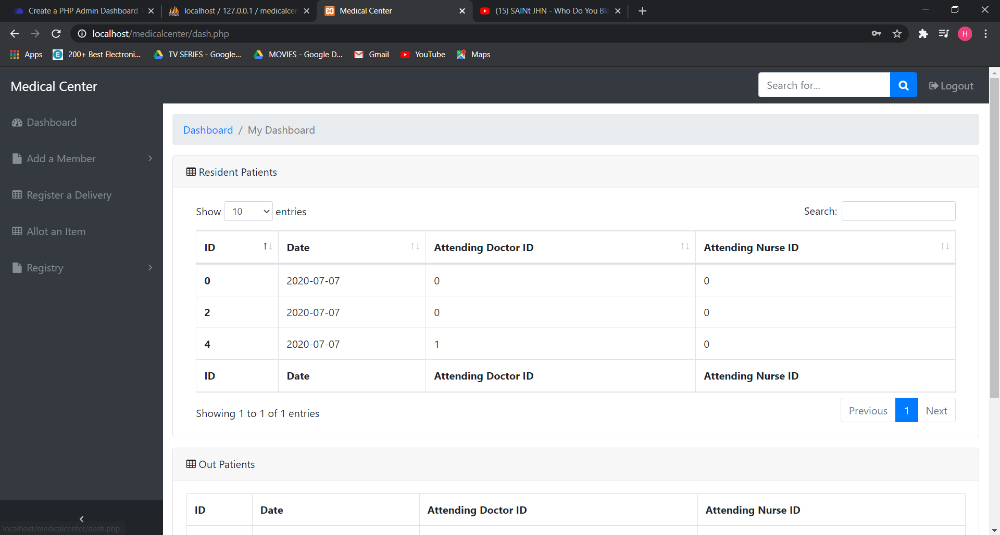 Create a PHP Admin Dashboard
localhost / 127.0.0.1 / medicalcen
Medical Center
(15) SAINt JHN - Who Do You Bla
localhost/medicalcenter/dash.php
H
Apps
200+ Best Electroni...
TV SERIES - Google...
MOVIES - Google D...
Gmail
YouTube
Maps
Medical Center
Search for...
Logout
Dashboard
Add a Member
Register a Delivery
Allot an Item
Registry
Dashboard / My Dashboard
Resident Patients
Show 10 entries
Search:
ID Date Attending Doctor ID Attending Nurse ID
0 2020-07-07 0 0
2 2020-07-07 0 0
4 2020-07-07 1 0
ID Date Attending Doctor ID Attending Nurse ID
Showing 1 to 1 of 1 entries
Previous 1 Next
Out Patients
ID Date Attending Doctor ID Attending Nurse ID
localhost/medicalcenter/dash.php